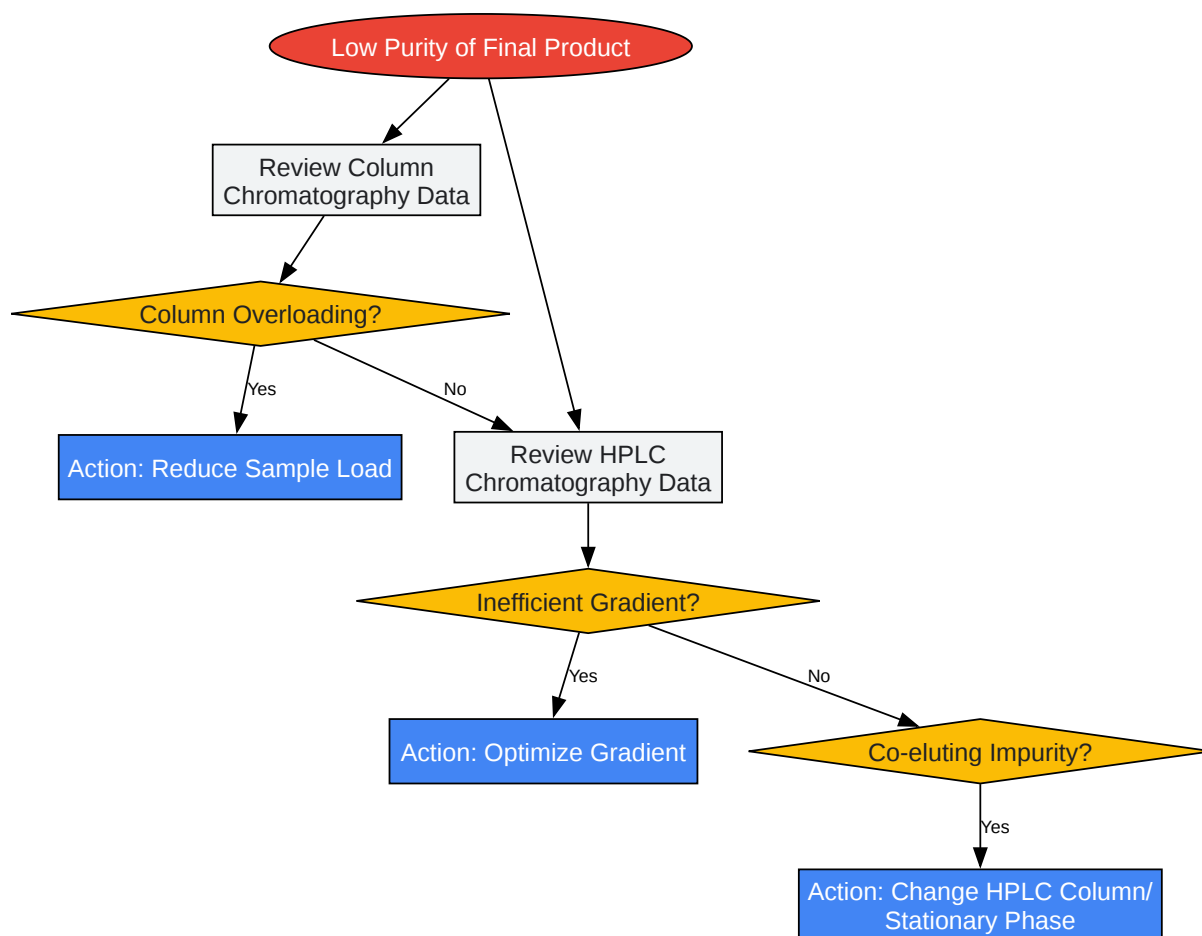 Low Purity of Final Product
Review Column
Chromatography Data
Column Overloading?
Yes
No
Action: Reduce Sample Load
Review HPLC
Chromatography Data
Inefficient Gradient?
Yes
No
Action: Optimize Gradient
Co-eluting Impurity?
Yes
Action: Change HPLC Column/
Stationary Phase